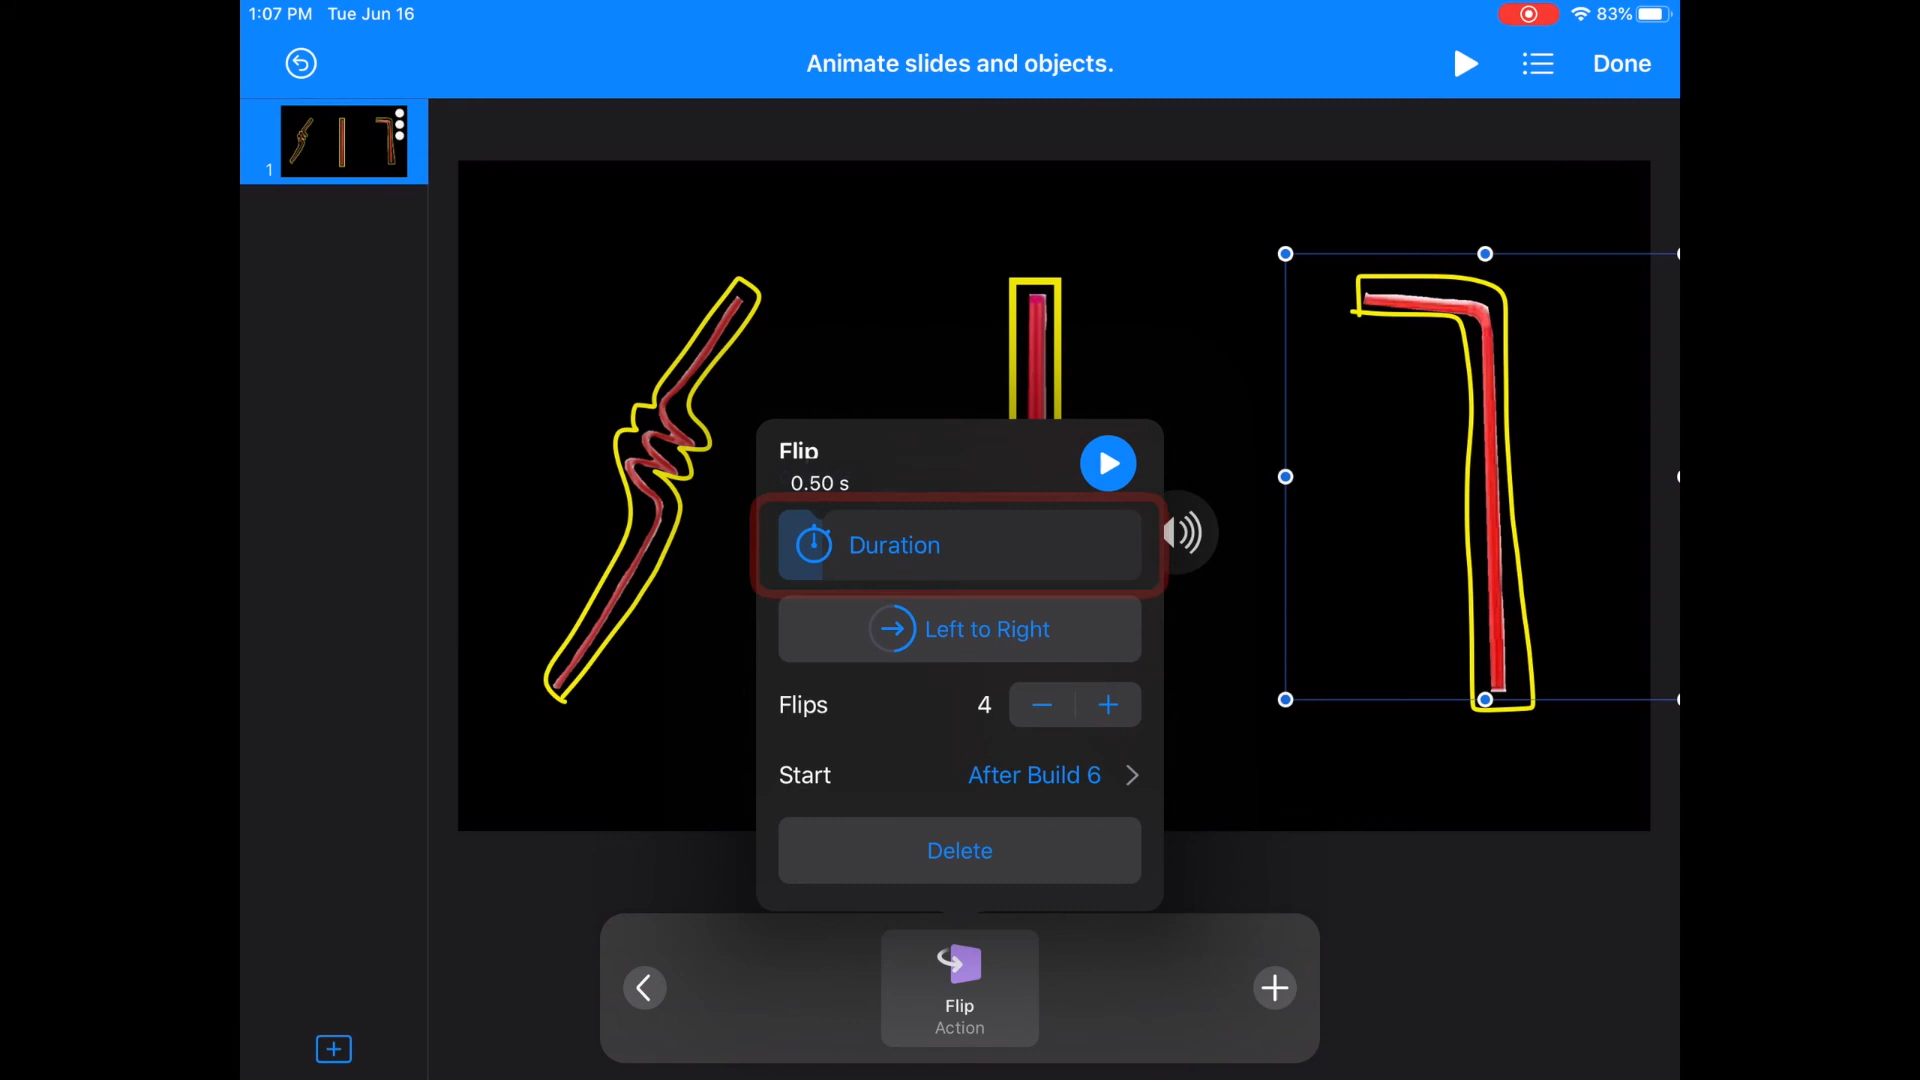 1:07 PM Tue Jun 16
83%
Animate slides and objects.
Done
1
Flip
0.50 s
Duration
Left to Right
Flips 4
Start After Build 6
Delete
Flip
Action